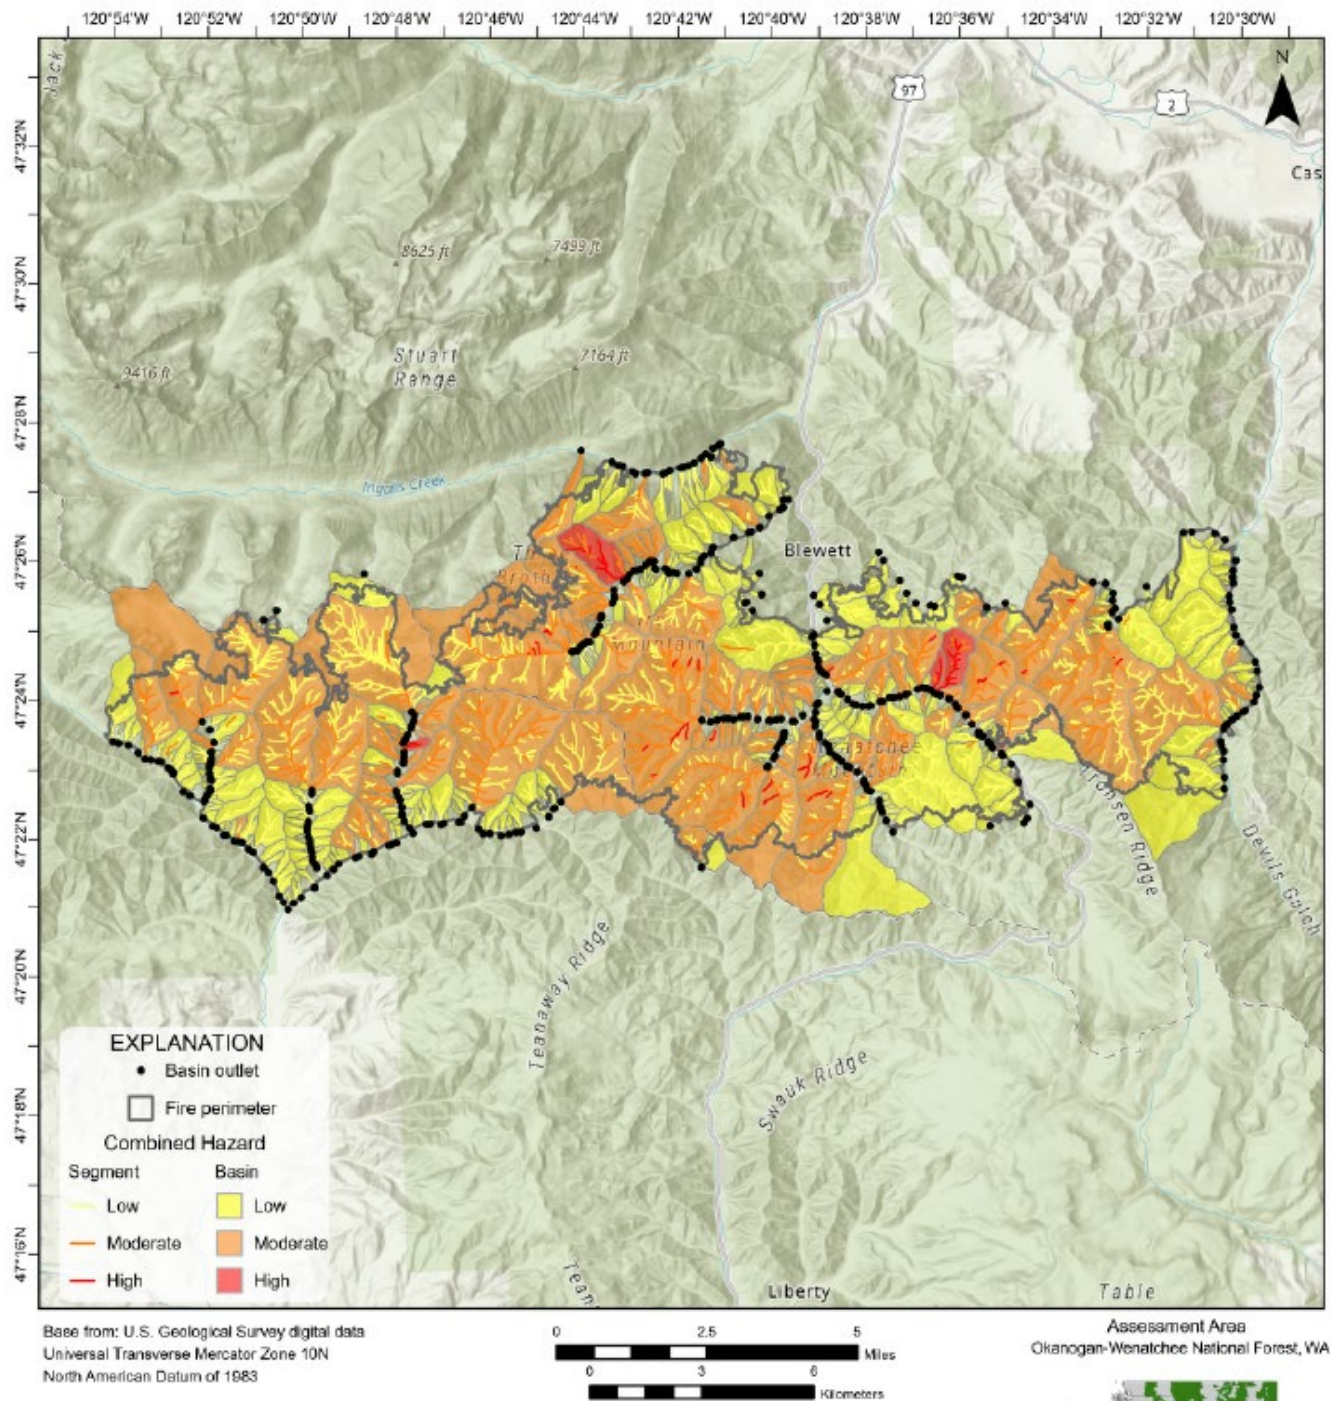 120°54'W 120°52'W 120°50'W 120°48'W 120°46'W 120°44'W 120°42'W 120°40'W 120°38'W 120°36'W 120°34'W 120°32'W 120°30'W
Jack
N
97
2
47°32'N
Cas
8625 ft
7499 ft
47°30'N
Stuart
Range
7164 ft
9416 ft
47°28'N
Ingalls Creek
47°26'N
Blewett
Mountain
47°24'N
47°22'N
Tronsen Ridge
Devils Gulch
47°20'N
Teanaway Ridge
Swauk Ridge
EXPLANATION
Basin outlet
Fire perimeter
47°18'N
Combined Hazard
Segment Basin
Low Low
Moderate Moderate
High High
47°16'N
Tean
Liberty
Table
Base from: U.S. Geological Survey digital data
Universal Transverse Mercator Zone 10N
North American Datum of 1983
0 2.5 5
Miles
0 3 6
Kilometers
Assessment Area
Okanogan-Wenatchee National Forest, WA